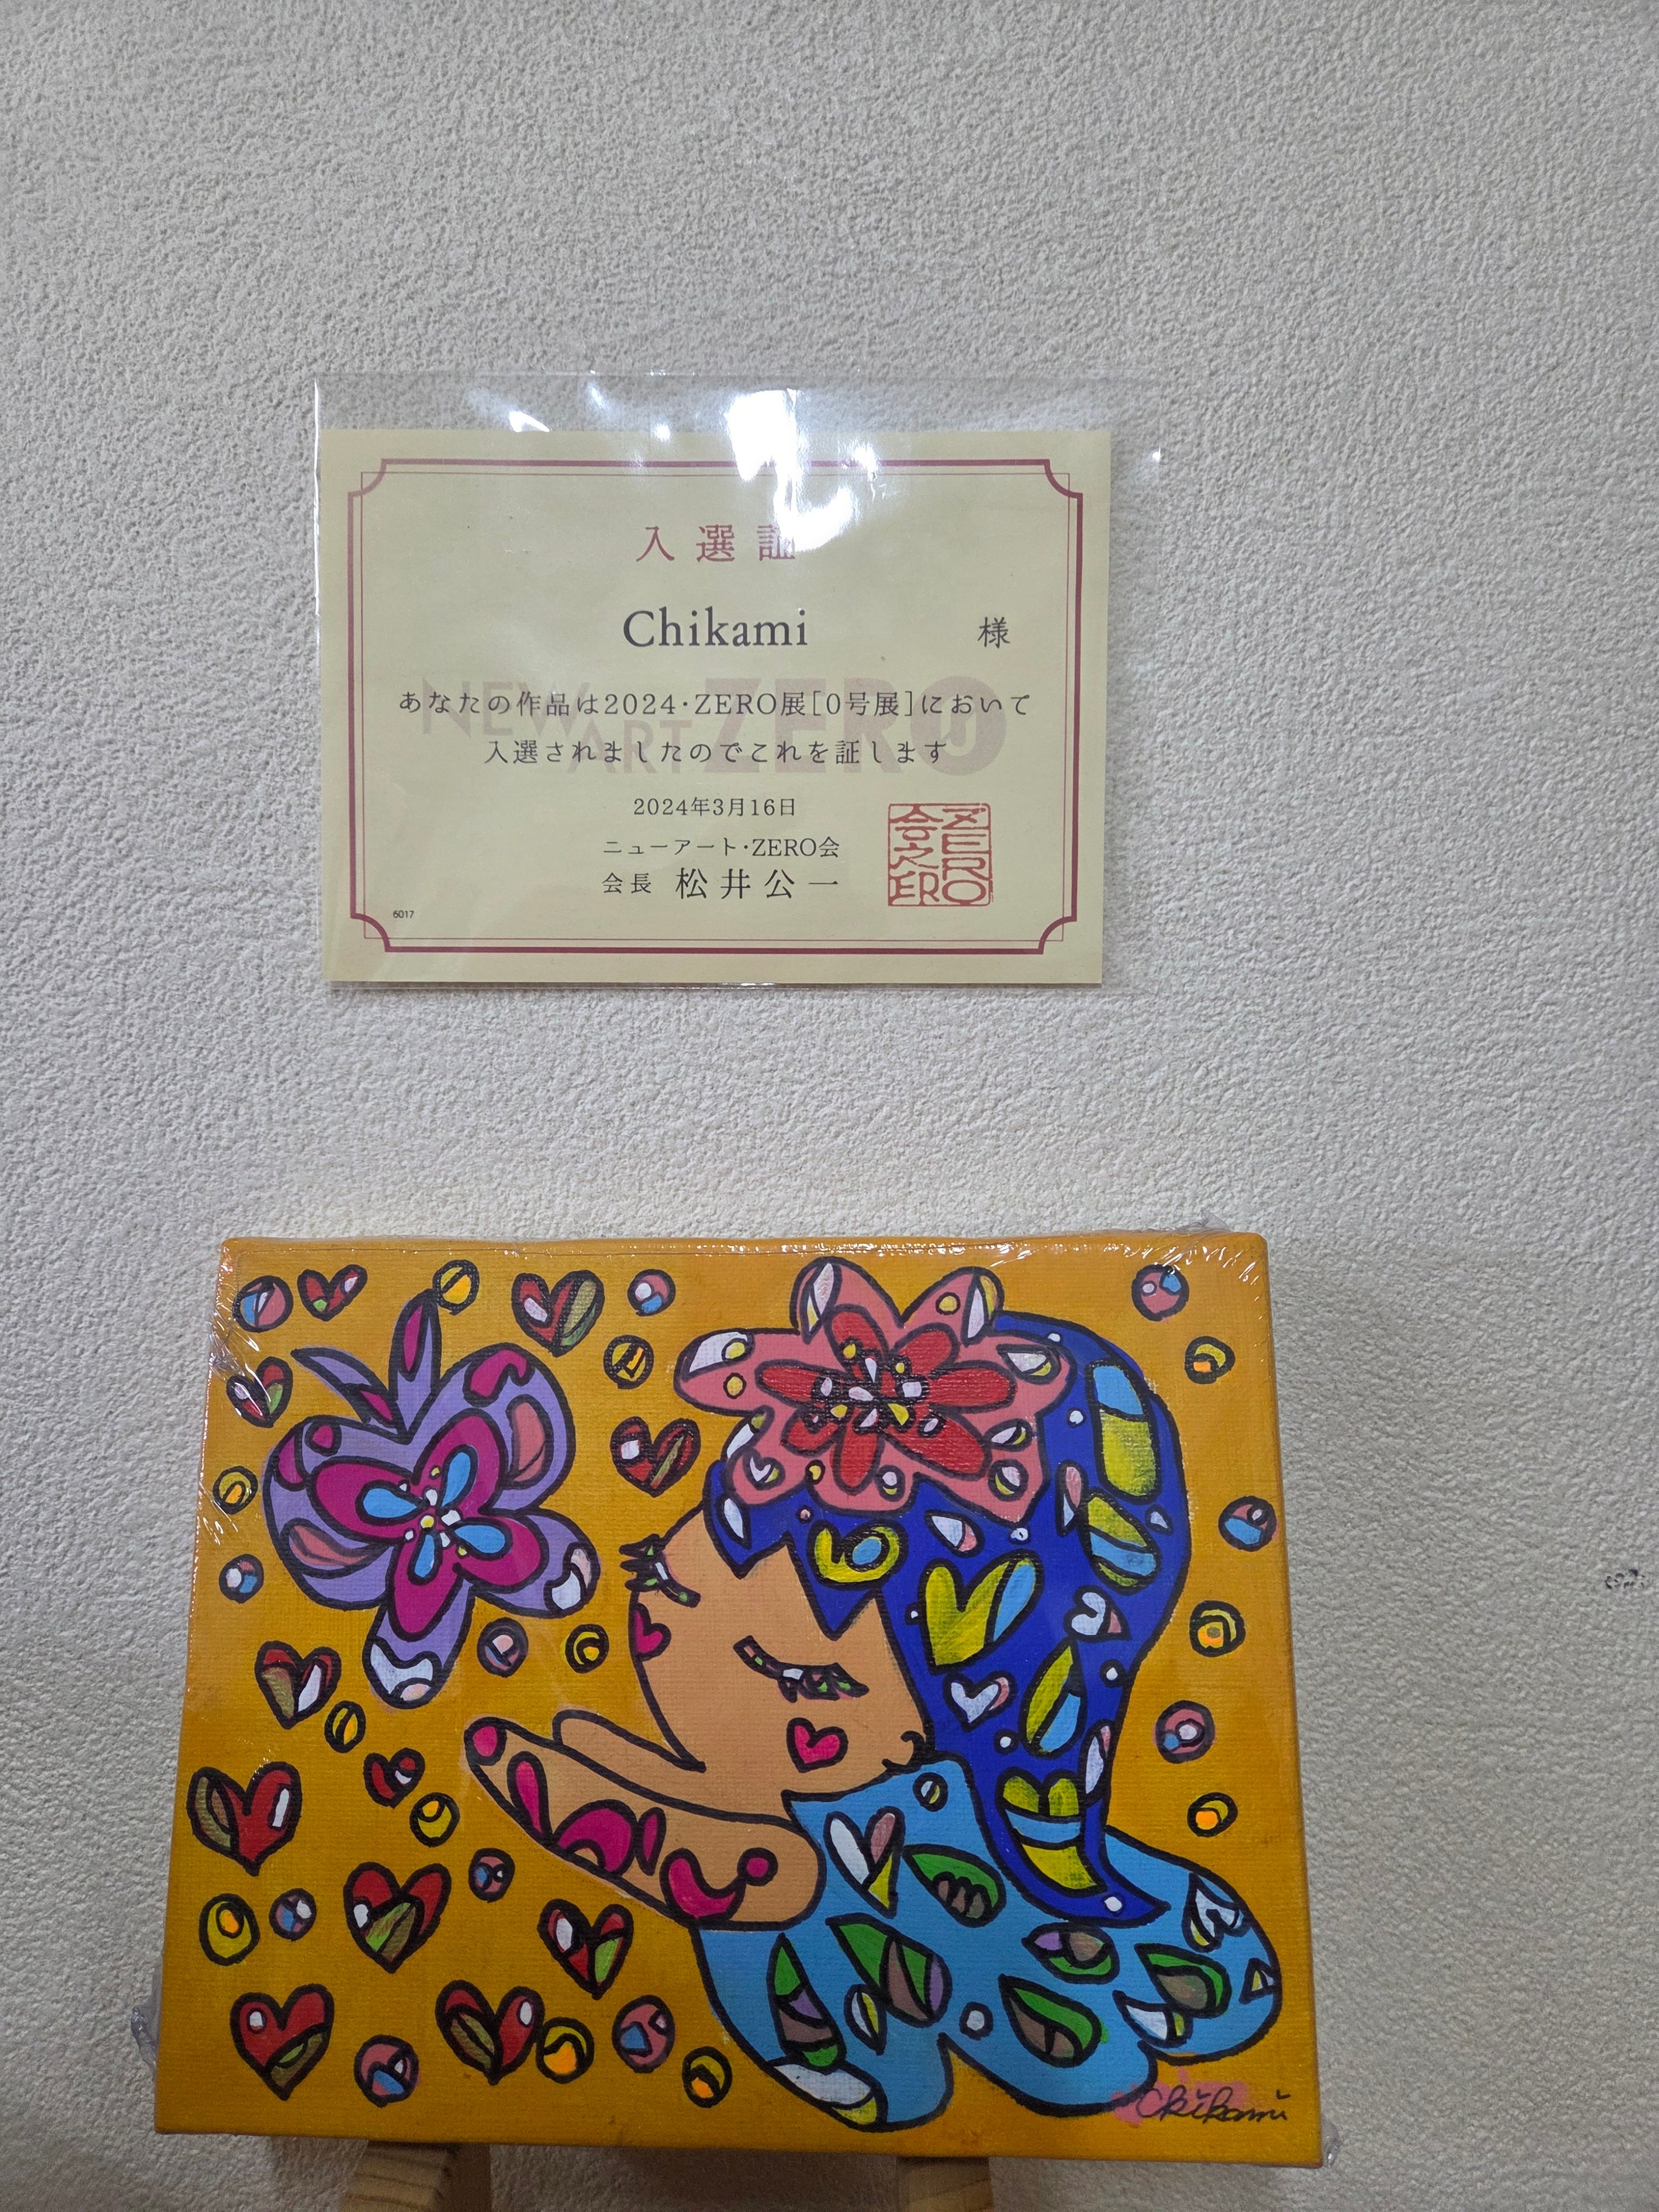 入選証
Chikami 様
あなたの作品は2024・ZERO展[0号展]において
入選されましたのでこれを証します
NEW ART ZERO
2024年3月16日
ニューアート・ZERO会
会長 松井公一
6017
Chikami